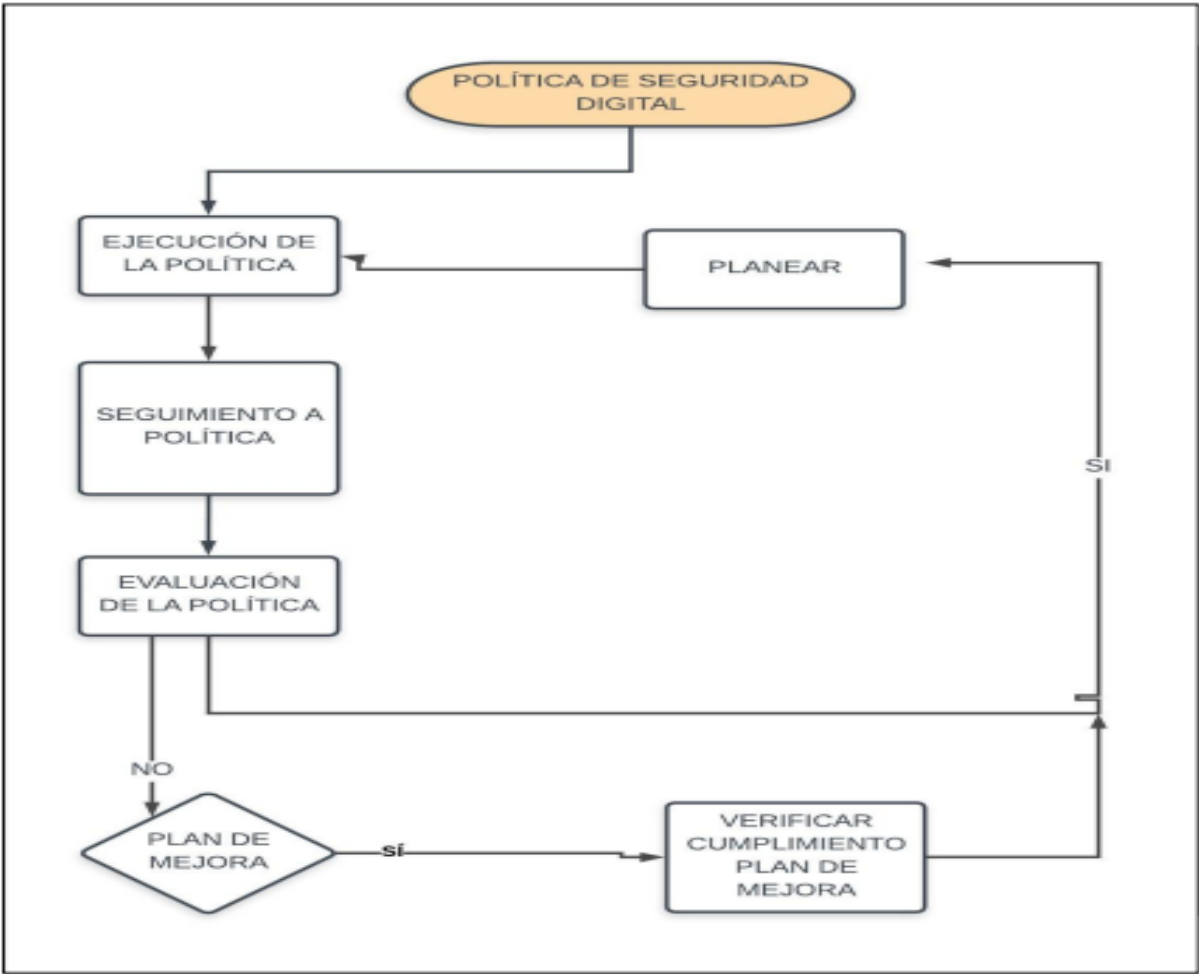 POLÍTICA DE SEGURIDAD
DIGITAL
EJECUCIÓN DE
LA POLÍTICA
PLANEAR
SEGUIMIENTO A
POLÍTICA
SI
EVALUACIÓN
DE LA POLÍTICA
NO
PLAN DE
MEJORA
SÍ
VERIFICAR
CUMPLIMIENTO
PLAN DE
MEJORA